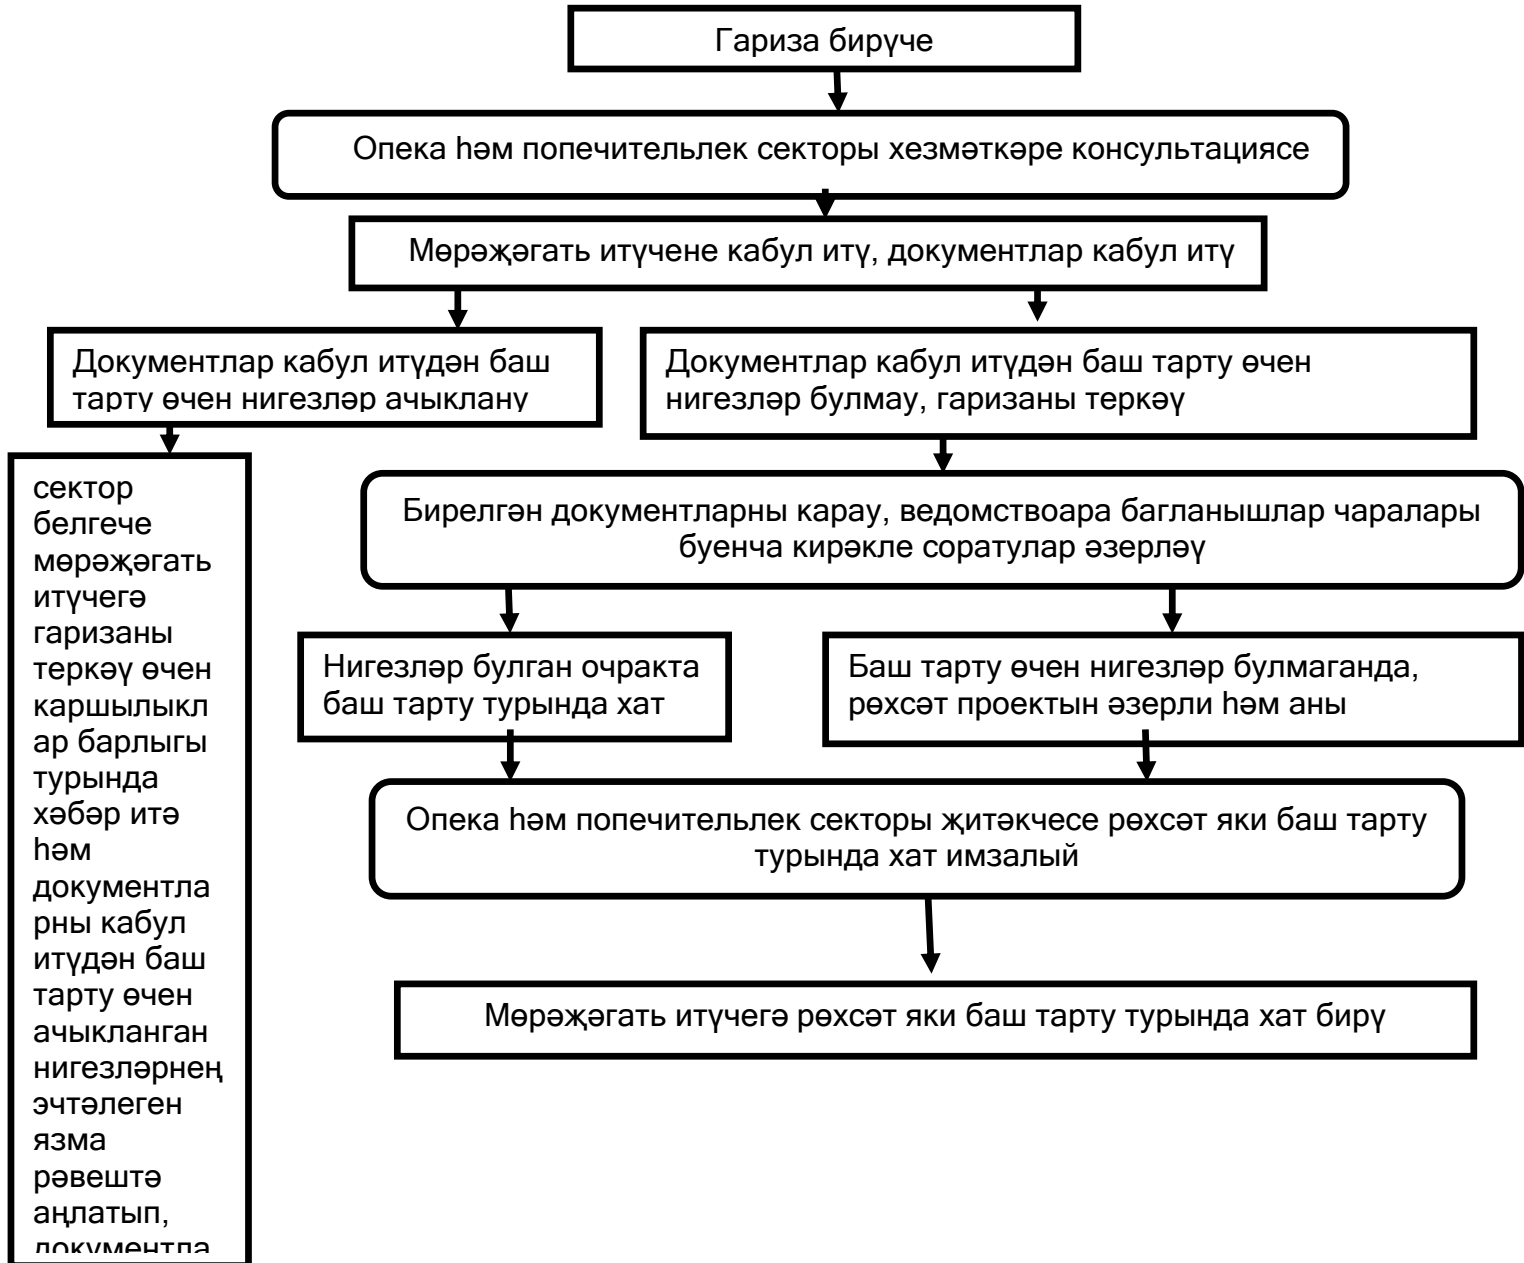 Гариза бирүче
Опека һәм попечительлек секторы хезмәткәре консультациясе
Мөрәҗәгать итүчене кабул итү, документлар кабул итү
Документлар кабул итүдән баш
тарту өчен нигезләр ачыклану
Документлар кабул итүдән баш тарту өчен
нигезләр булмау, гаризаны теркәү
сектор
белгече
мөрәҗәгать
итүчегә
гаризаны
теркәү өчен
каршылыкл
ар барлыгы
турында
хәбәр итә
һәм
документла
рны кабул
итүдән баш
тарту өчен
ачыкланган
нигезләрнең
эчтәлеген
язма
рәвештә
аңлатып,
документла
Бирелгән документларны карау, ведомствоара багланышлар чаралары
буенча кирәкле соратулар әзерләү
Нигезләр булган очракта
баш тарту турында хат
Баш тарту өчен нигезләр булмаганда,
рөхсәт проектын әзерли һәм аны
Опека һәм попечительлек секторы җитәкчесе рөхсәт яки баш тарту
турында хат имзалый
Мөрәҗәгать итүчегә рөхсәт яки баш тарту турында хат бирү